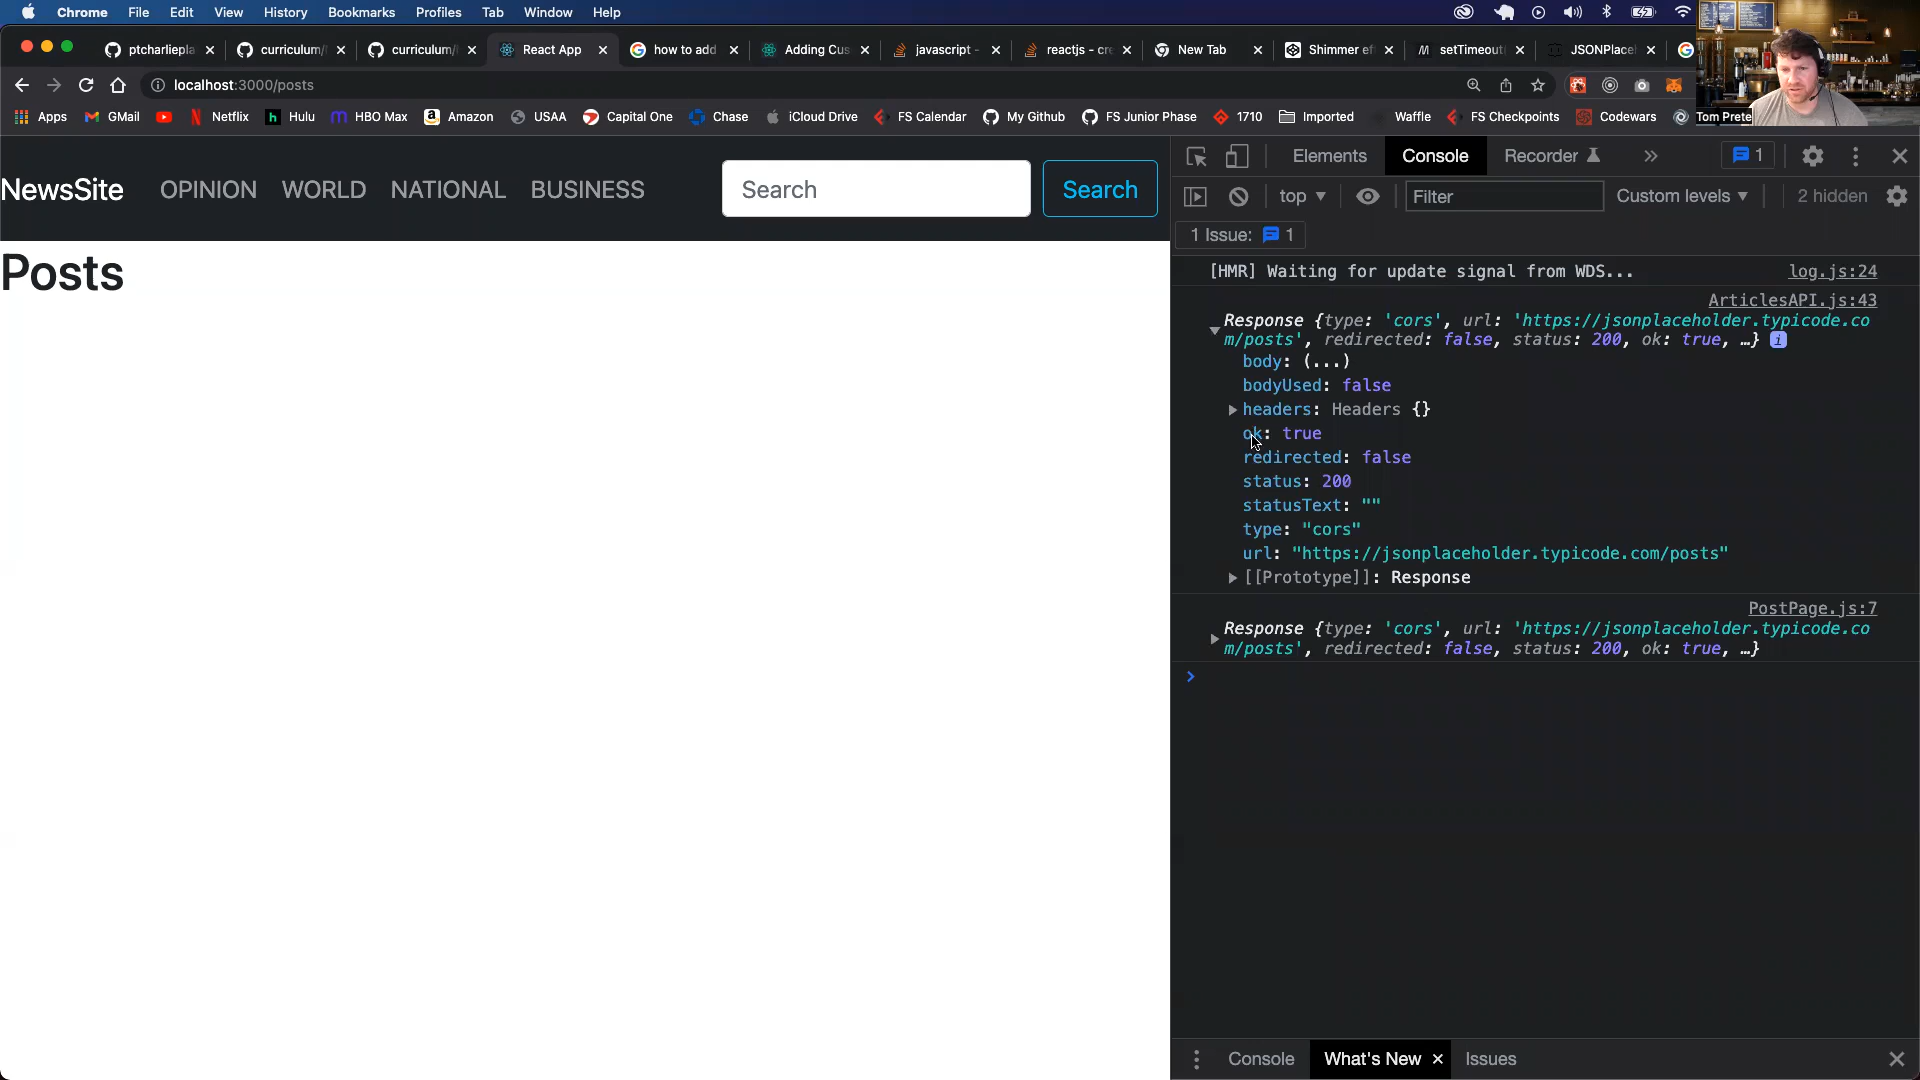 Chrome File Edit View History Bookmarks Profiles Tab Window Help
ptcharliepla curriculum/ curriculum/ React App how to add Adding Cus javascript - reactjs - cre New Tab Shimmer ef setTimeout( JSONPlace
localhost:3000/posts
Apps GMail Netflix Hulu HBO Max Amazon USAA Capital One Chase iCloud Drive FS Calendar My Github FS Junior Phase 1710 Imported Waffle FS Checkpoints Codewars
Tom Prete
NewsSite OPINION WORLD NATIONAL BUSINESS Search Search
Posts
Elements Console Recorder 1
top Filter Custom levels 2 hidden
1 Issue: 1
[HMR] Waiting for update signal from WDS... log.js:24
ArticlesAPI.js:43
Response {type: 'cors', url: 'https://jsonplaceholder.typicode.co
m/posts', redirected: false, status: 200, ok: true, …} i
body: (...)
bodyUsed: false
headers: Headers {}
ok: true
redirected: false
status: 200
statusText: ""
type: "cors"
url: "https://jsonplaceholder.typicode.com/posts"
[[Prototype]]: Response
PostPage.js:7
Response {type: 'cors', url: 'https://jsonplaceholder.typicode.co
m/posts', redirected: false, status: 200, ok: true, …}
Console What's New Issues